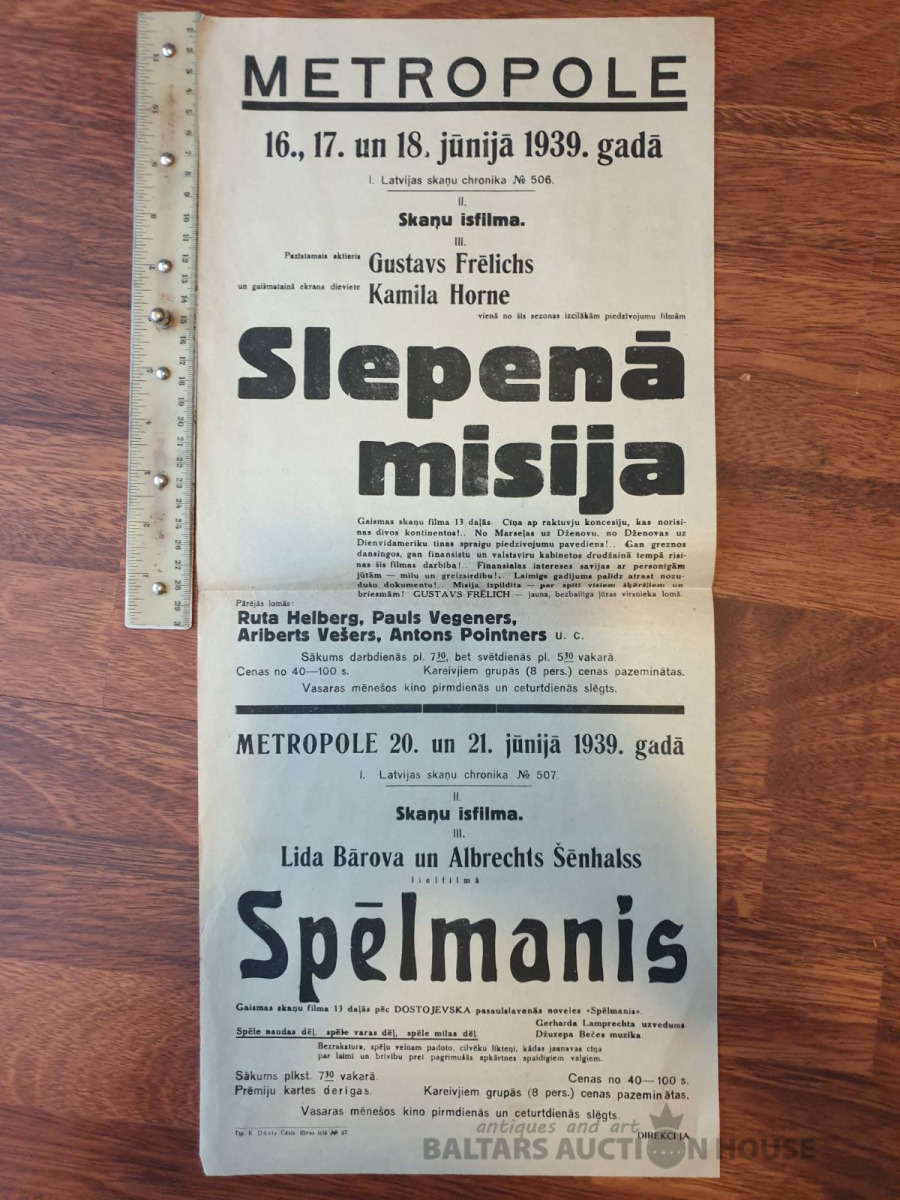 METROPOLE
16., 17. un 18. jūnijā 1939. gadā
I. Latvijas skaņu chronika № 506.
II.
Skaņu isfilma.
III.
Pazīstamais aktieris Gustavs Frēlichs
un gaišmatainā ekrana dieviete Kamila Horne
vienā no šīs sezonas izcilākām piedzīvojumu filmām
Slepenā
misija
Gaismas skaņu filma 13 daļās. Cīņa ap raktuvju koncesiju, kas norisi-
nas divos kontinentos!.. No Marseļas uz Dženovu, no Dženovas uz
Dienvidameriku tinas spraigu piedzīvojumu pavediens!.. Gan greznos
dansingos, gan finansistu un valstsvīru kabinetos drudžainā tempā risi-
nas šīs filmas darbība!.. Finansialas intereses savijas ar personīgām
jūtām — mīlu un greizsirdību!.. Laimīgs gadījums palīdz atrast nozu-
dušo dokumentu!.. Misija izpildīta — par spīti visiem šķēršļiem un
briesmām! GUSTAVS FRĒLICH — jauna, bezbailīga jūras virsnieka lomā.
Pārējās lomās:
Ruta Helberg, Pauls Vegeners,
Ariberts Vešers, Antons Pointners u. c.
Sākums darbdienās pl. 7³⁰, bet svētdienās pl. 5³⁰ vakarā.
Cenas no 40—100 s. Kareivjiem grupās (8 pers.) cenas pazeminātas.
Vasaras mēnešos kino pirmdienās un ceturtdienās slēgts.
METROPOLE 20. un 21. jūnijā 1939. gadā
I. Latvijas skaņu chronika № 507.
II.
Skaņu isfilma.
III.
Lida Bārova un Albrechts Šēnhalss
lielfilmā
Spēlmanis
Gaismas skaņu filma 13 daļās pēc DOSTOJEVSKA pasaulslavenās noveles «Spēlmanis».
Gerharda Lamprechta uzvedums
Spēle naudas dēļ, spēle varas dēļ, spēle mīlas dēļ. Džuzepa Bečes muzika.
Bezrakstura, spēļu velnam padoto, cilvēku likteņi, kādas jaunavas cīņa
par laimi un brīvību pret pagrimušās apkārtnes spaidīgiem valgiem.
Sākums plkst. 7³⁰ vakarā. Cenas no 40—100 s.
Prēmiju kartes derīgas. Kareivjiem grupās (8 pers.) cenas pazeminātas.
Vasaras mēnešos kino pirmdienās un ceturtdienās slēgts.
Tip. K. Cēsīs ielā № 37 DIREKCIJA
antiques and art
BALTARS AUCTION HOUSE